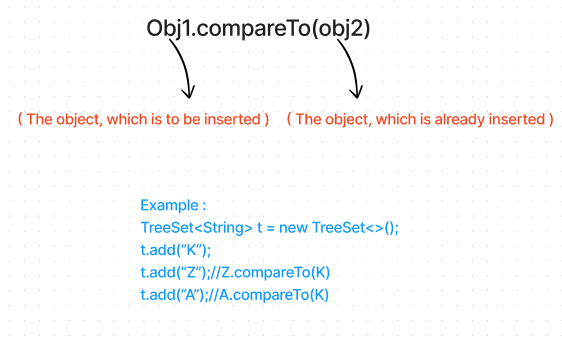 Obj1.compareTo(obj2)
( The object, which is to be inserted ) ( The object, which is already inserted )
Example :
TreeSet<String> t = new TreeSet<>();
t.add(“K”);
t.add(“Z”);//Z.compareTo(K)
t.add(“A”);//A.compareTo(K)